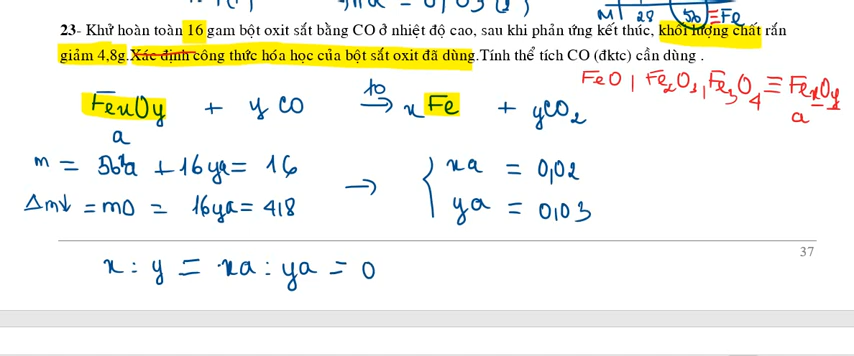 M | 28 | 56 ≡ Fe
23- Khử hoàn toàn 16 gam bột oxit sắt bằng CO ở nhiệt độ cao, sau khi phản ứng kết thúc, khối lượng chất rắn
giảm 4,8g.Xác định công thức hóa học của bột sắt oxit đã dùng.Tính thể tích CO (đktc) cần dùng .
FeO, Fe2O3, Fe3O4 ≡ FexOy
a
FexOy + y CO →(to) x Fe + yCO2
a
m = 56xa + 16ya = 16
Δm↓ = mO = 16ya = 4,8
→ { xa = 0,02
ya = 0,03
37
x : y = xa : ya = 0